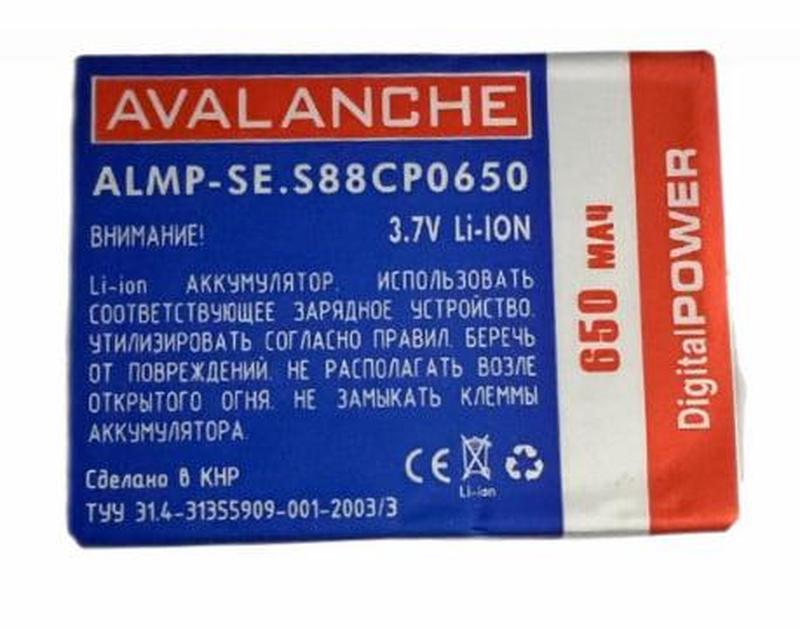 AVALANCHE
ALMP-SE.S88CP0650
ВНИМАНИЕ! 3.7V Li-ION
Li-ion АККУМУЛЯТОР. ИСПОЛЬЗОВАТЬ
СООТВЕТСТВУЮЩЕЕ ЗАРЯДНОЕ УСТРОЙСТВО.
УТИЛИЗИРОВАТЬ СОГЛАСНО ПРАВИЛ. БЕРЕЧЬ
ОТ ПОВРЕЖДЕНИЙ. НЕ РАСПОЛАГАТЬ ВОЗЛЕ
ОТКРЫТОГО ОГНЯ. НЕ ЗАМЫКАТЬ КЛЕММЫ
АККУМУЛЯТОРА.
Сделано в КНР
ТУУ 31.4-31355909-001-2003/3
CE
Li-ion
650 МАЧ
DigitalPOWER